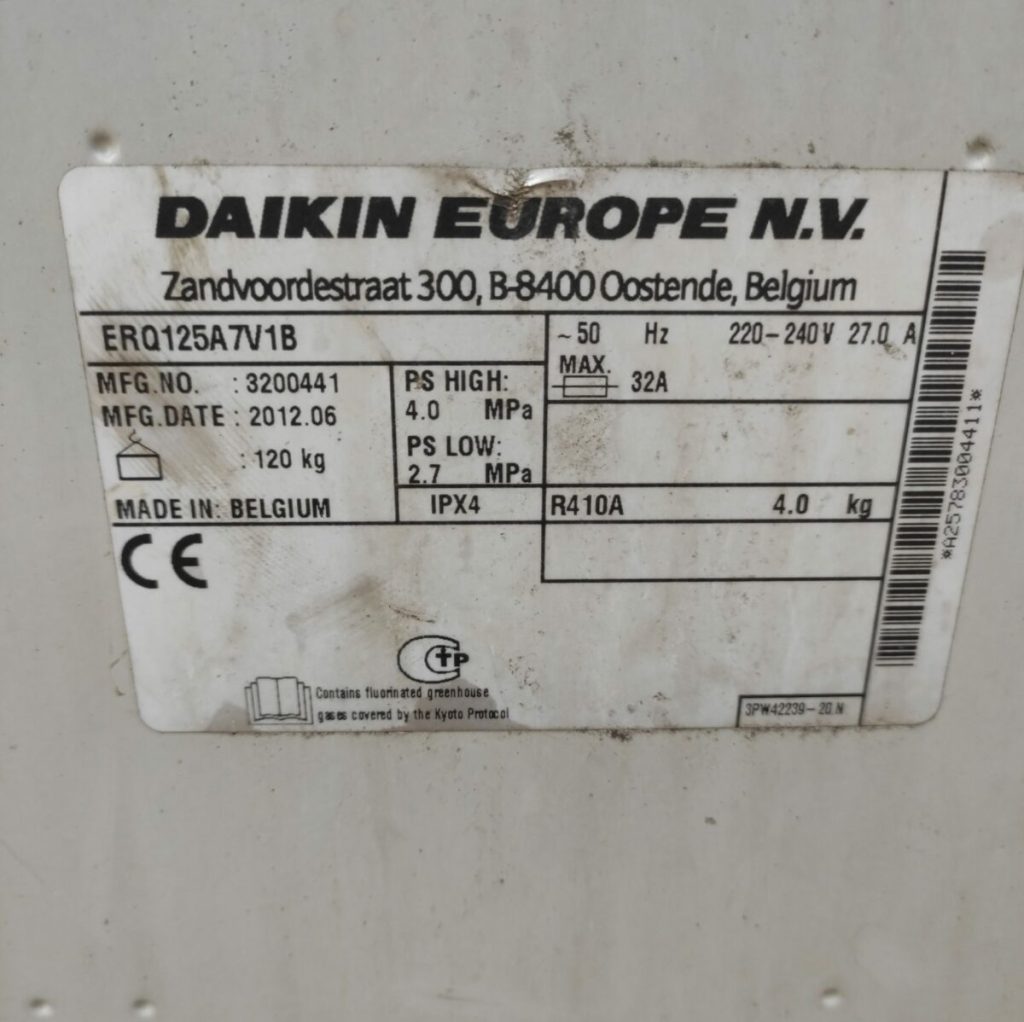 DAIKIN EUROPE N.V.
Zandvoordestraat 300, B-8400 Oostende, Belgium
ERQ125A7V1B
~50 Hz 220-240V 27.0 A
MAX. 32A
MFG.NO. : 3200441
MFG.DATE : 2012.06
: 120 kg
PS HIGH:
4.0 MPa
PS LOW:
2.7 MPa
MADE IN: BELGIUM
IPX4
R410A 4.0 kg
CE
CTP
Contains fluorinated greenhouse
gases covered by the Kyoto Protocol
3PW42239-20 N
*A25783004411*